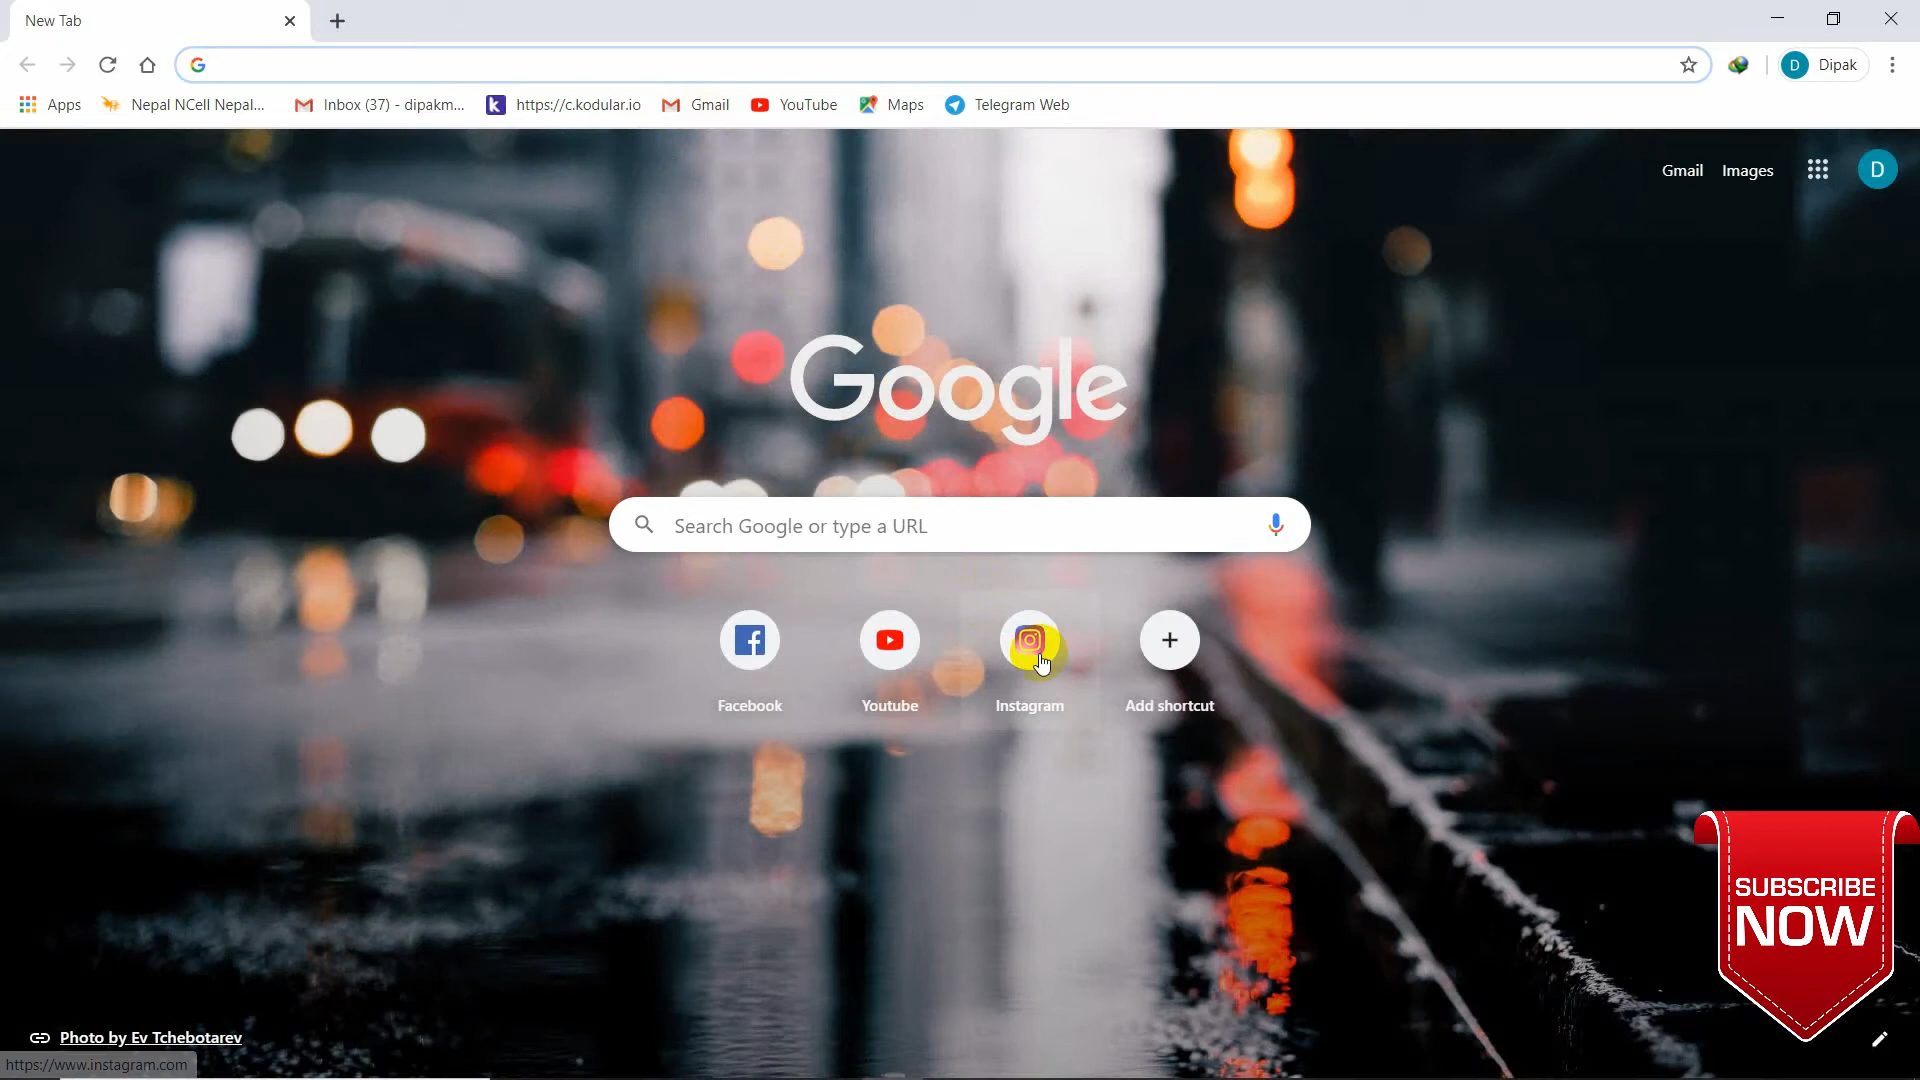 New Tab
Dipak
Apps
Nepal NCell Nepal...
Inbox (37) - dipakm...
https://c.kodular.io
Gmail
YouTube
Maps
Telegram Web
Gmail
Images
D
D
Google
Search Google or type a URL
Facebook
Youtube
Instagram
Add shortcut
SUBSCRIBE
NOW
Photo by Ev Tchebotarev
https://www.instagram.com